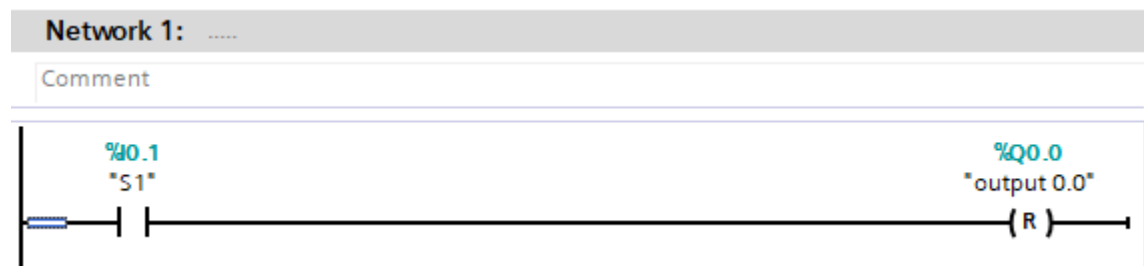 Network 1: .....
Comment
%I0.1
"S1"
%Q0.0
"output 0.0"
R